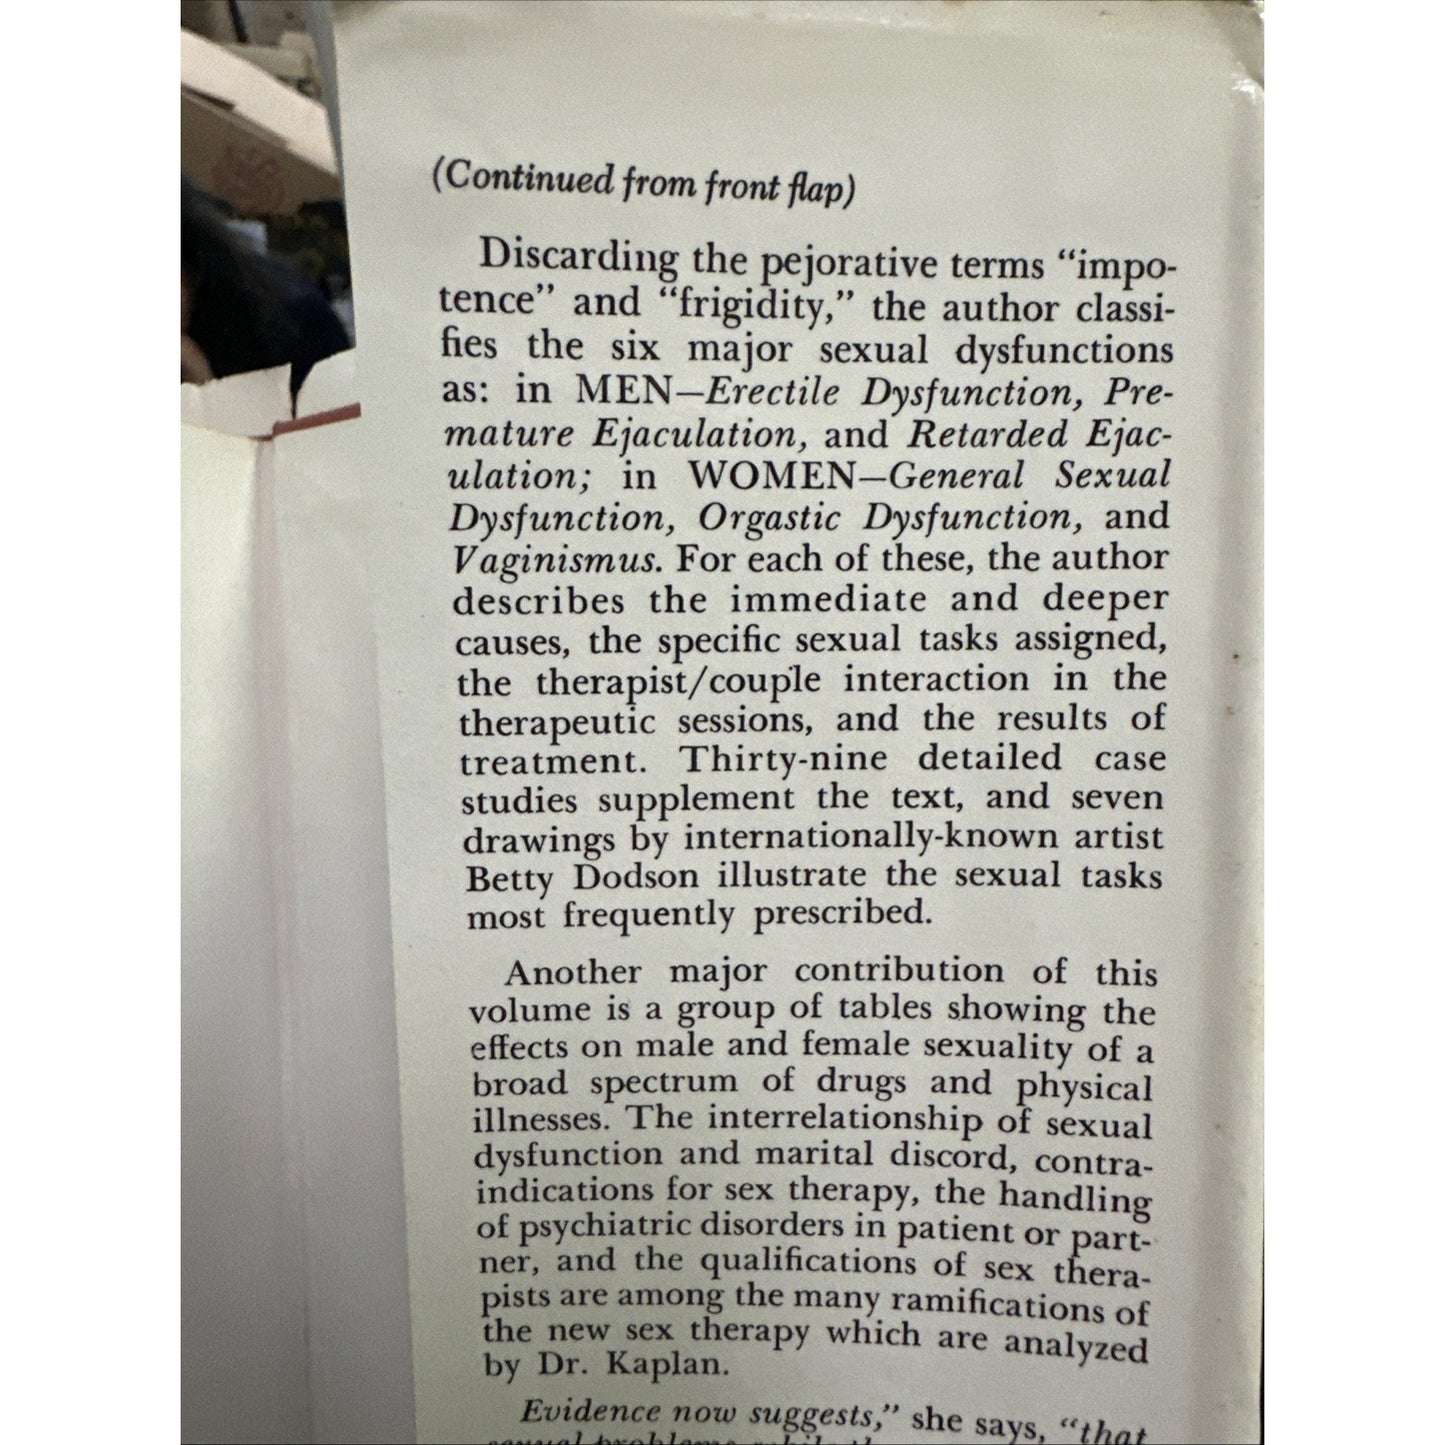 (Continued from front flap)
Discarding the pejorative terms “impo-
tence” and “frigidity,” the author classi-
fies the six major sexual dysfunctions
as: in MEN—Erectile Dysfunction, Pre-
mature Ejaculation, and Retarded Ejac-
ulation; in WOMEN—General Sexual
Dysfunction, Orgastic Dysfunction, and
Vaginismus. For each of these, the author
describes the immediate and deeper
causes, the specific sexual tasks assigned,
the therapist/couple interaction in the
therapeutic sessions, and the results of
treatment. Thirty-nine detailed case
studies supplement the text, and seven
drawings by internationally-known artist
Betty Dodson illustrate the sexual tasks
most frequently prescribed.
Another major contribution of this
volume is a group of tables showing the
effects on male and female sexuality of a
broad spectrum of drugs and physical
illnesses. The interrelationship of sexual
dysfunction and marital discord, contra-
indications for sex therapy, the handling
of psychiatric disorders in patient or part-
ner, and the qualifications of sex thera-
pists are among the many ramifications of
the new sex therapy which are analyzed
by Dr. Kaplan.
Evidence now suggests,” she says, “that
sexual problems